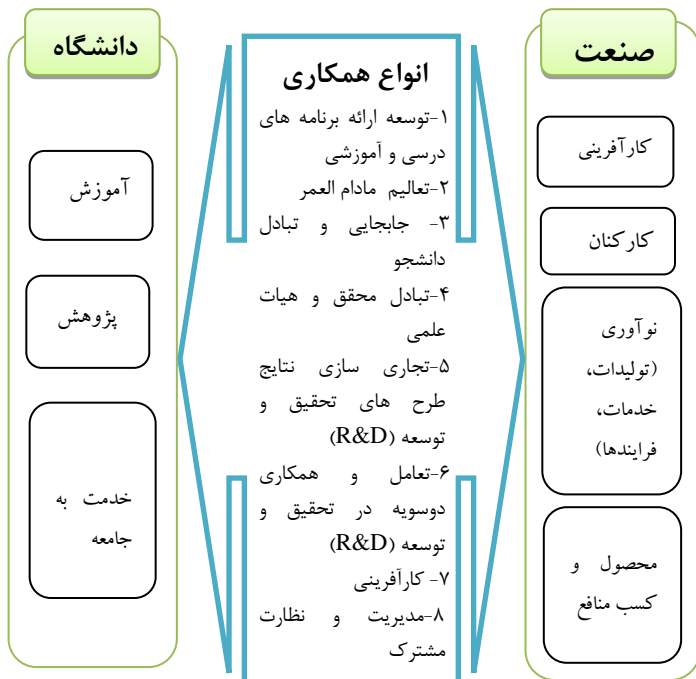 صنعت
کارآفرینی
کارکنان
نوآوری
(تولیدات،
خدمات،
فرایندها)
محصول و
کسب منافع
انواع همکاری
۱-توسعه ارائه برنامه های
درسی و آموزشی
۲-تعالیم مادام العمر
۳- جابجایی و تبادل
دانشجو
۴-تبادل محقق و هیات
علمی
۵-تجاری سازی نتایج
طرح های تحقیق و
توسعه (R&D)
۶-تعامل و همکاری
دوسویه در تحقیق و
توسعه (R&D)
۷- کارآفرینی
۸-مدیریت و نظارت
مشترک
دانشگاه
آموزش
پژوهش
خدمت به
جامعه